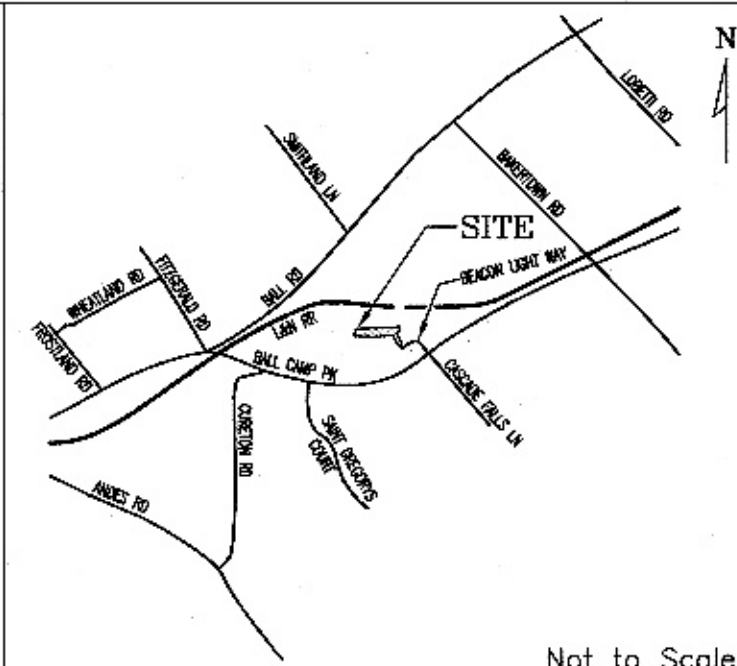 N
LOBETTI RD
SMITHLAND LN
BAKERTOWN RD
SITE
BEACON LIGHT WAY
WHEATLAND RD
FITZGERALD RD
BALL RD
FROSTLAND RD
L&N RR
BALL CAMP PK
CASCADE FALLS LN
CURETON RD
SAINT GREGORYS
COURT
ANDES RD
Not to Scale